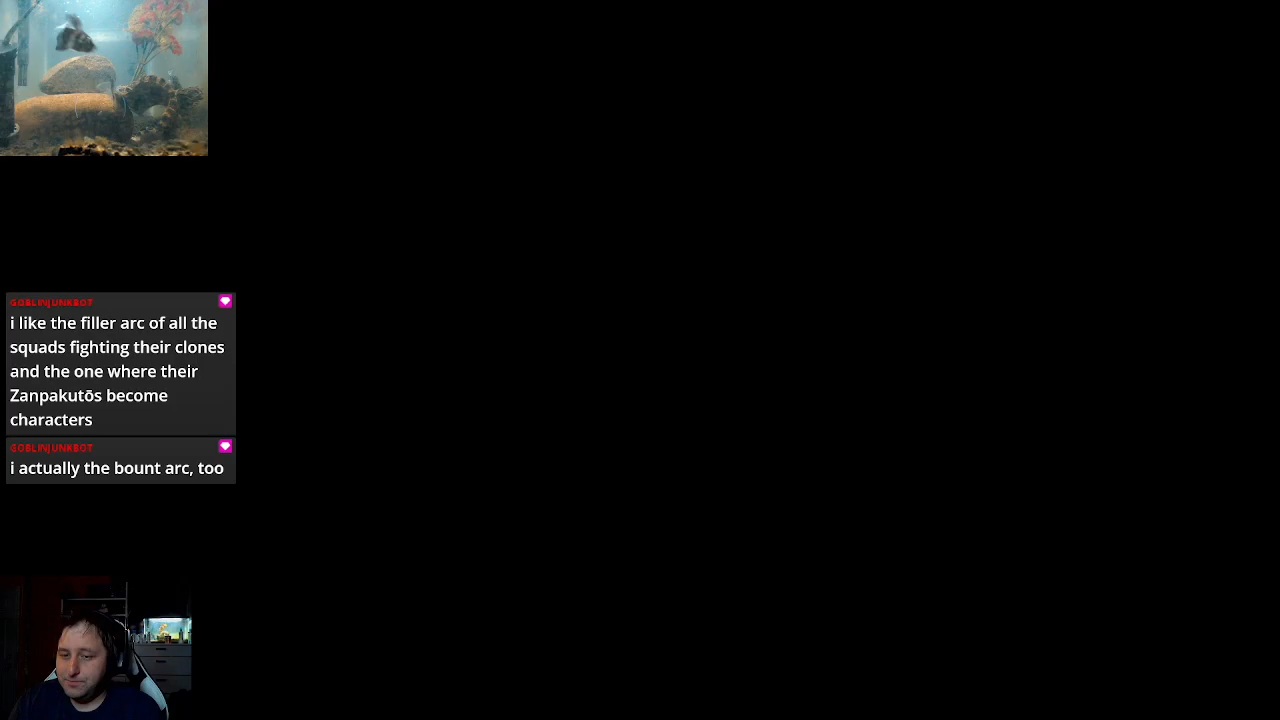 GOBLINJUNKBOT
i like the filler arc of all the
squads fighting their clones
and the one where their
Zanpakutōs become
characters
GOBLINJUNKBOT
i actually the bount arc, too